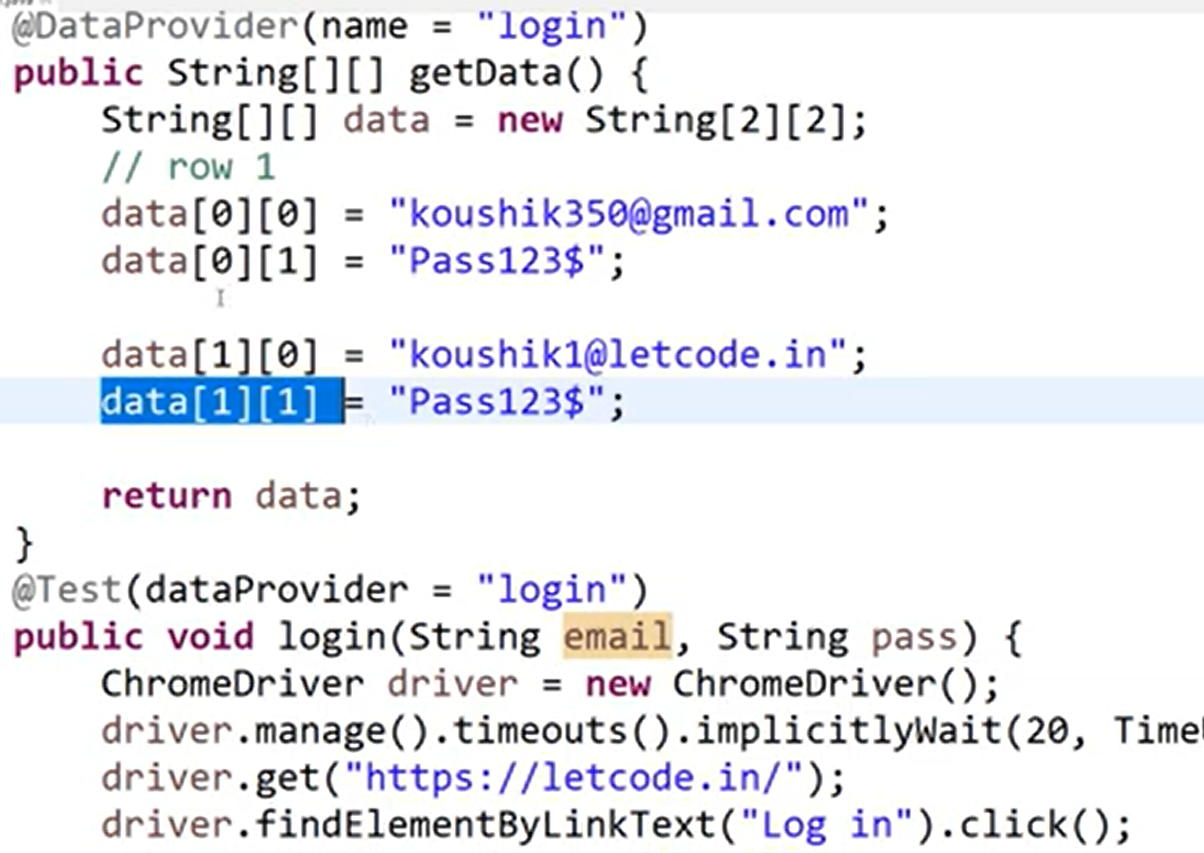 @DataProvider(name = "login")
public String[][] getData() {
String[][] data = new String[2][2];
// row 1
data[0][0] = "koushik350@gmail.com";
data[0][1] = "Pass123$";
data[1][0] = "koushik1@letcode.in";
data[1][1] = "Pass123$";
return data;
}
@Test(dataProvider = "login")
public void login(String email, String pass) {
ChromeDriver driver = new ChromeDriver();
driver.manage().timeouts().implicitlyWait(20, Time
driver.get("https://letcode.in/");
driver.findElementByLinkText("Log in").click();